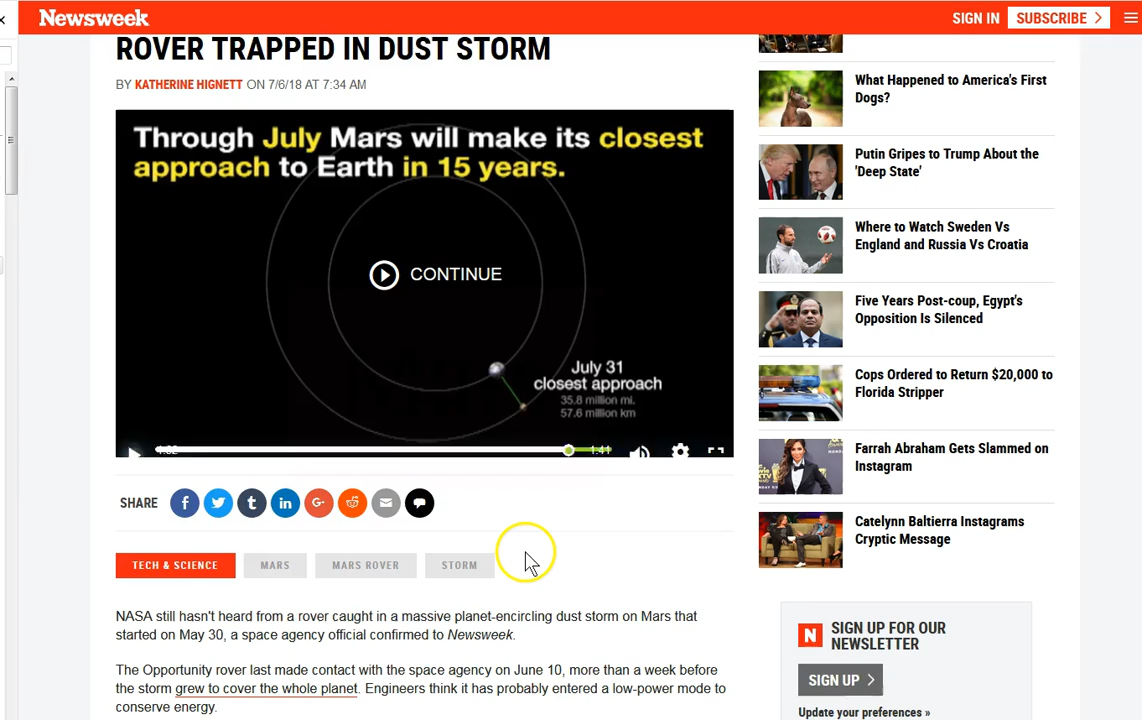 Newsweek
SIGN IN
SUBSCRIBE
ROVER TRAPPED IN DUST STORM
BY KATHERINE HIGNETT ON 7/6/18 AT 7:34 AM
Through July Mars will make its closest
approach to Earth in 15 years.
CONTINUE
July 31
closest approach
35.8 million mi.
57.6 million km
1:41
SHARE
TECH & SCIENCE
MARS
MARS ROVER
STORM
NASA still hasn't heard from a rover caught in a massive planet-encircling dust storm on Mars that
started on May 30, a space agency official confirmed to Newsweek.
The Opportunity rover last made contact with the space agency on June 10, more than a week before
the storm grew to cover the whole planet. Engineers think it has probably entered a low-power mode to
conserve energy.
What Happened to America's First
Dogs?
Putin Gripes to Trump About the
'Deep State'
Where to Watch Sweden Vs
England and Russia Vs Croatia
Five Years Post-coup, Egypt's
Opposition Is Silenced
Cops Ordered to Return $20,000 to
Florida Stripper
Farrah Abraham Gets Slammed on
Instagram
Catelynn Baltierra Instagrams
Cryptic Message
N
SIGN UP FOR OUR
NEWSLETTER
SIGN UP
Update your preferences »